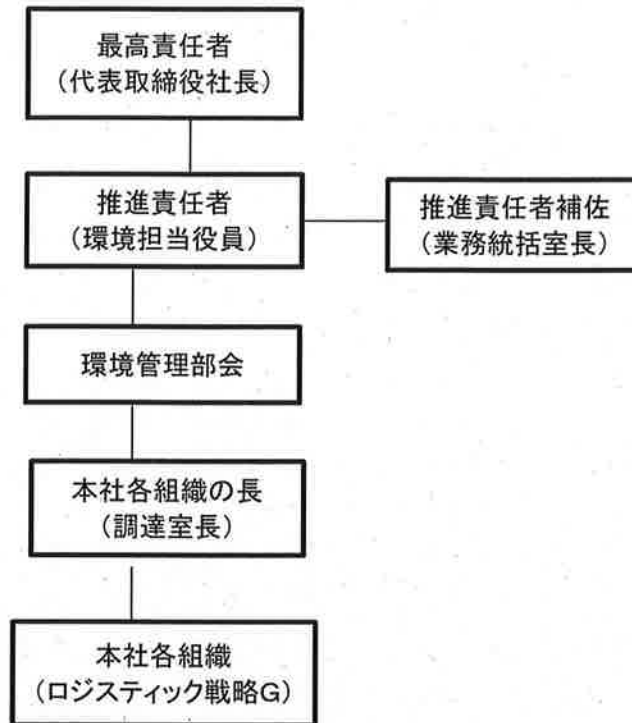 最高責任者
(代表取締役社長)
推進責任者
(環境担当役員)
推進責任者補佐
(業務統括室長)
環境管理部会
本社各組織の長
(調達室長)
本社各組織
(ロジスティック戦略G)